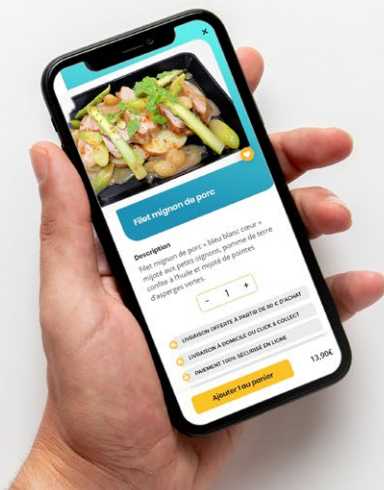 ×
Filet mignon de porc
Description
Filet mignon de porc « bleu blanc cœur »
mijoté aux petits oignons, pomme de terre
confite à l'huile et mijoté de pointes
d'asperges vertes.
- 1 +
LIVRAISON OFFERTE À PARTIR DE 80 € D'ACHAT
LIVRAISON À DOMICILE OU CLICK & COLLECT
PAIEMENT 100% SÉCURISÉ EN LIGNE
13,90€
Ajouter 1 au panier